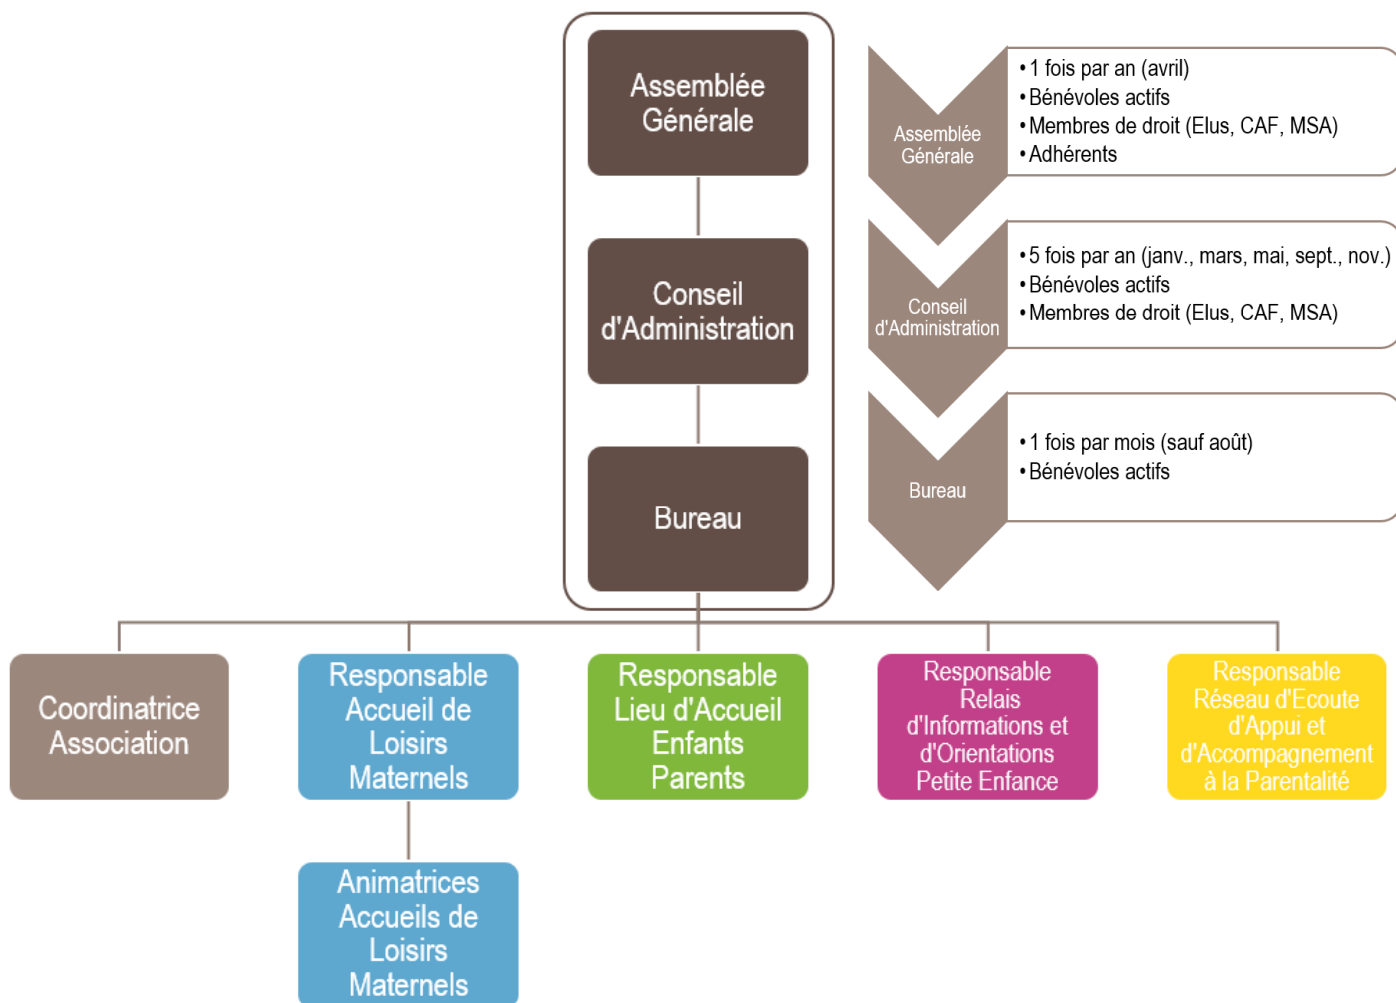 Assemblée
Générale
Conseil
d'Administration
Bureau
Assemblée
Générale
• 1 fois par an (avril)
• Bénévoles actifs
• Membres de droit (Elus, CAF, MSA)
• Adhérents
Conseil
d'Administration
• 5 fois par an (janv., mars, mai, sept., nov.)
• Bénévoles actifs
• Membres de droit (Elus, CAF, MSA)
Bureau
• 1 fois par mois (sauf août)
• Bénévoles actifs
Coordinatrice
Association
Responsable
Accueil de
Loisirs
Maternels
Responsable
Lieu d'Accueil
Enfants
Parents
Responsable
Relais
d'Informations et
d'Orientations
Petite Enfance
Responsable
Réseau d'Ecoute
d'Appui et
d'Accompagnement
à la Parentalité
Animatrices
Accueils de
Loisirs
Maternels